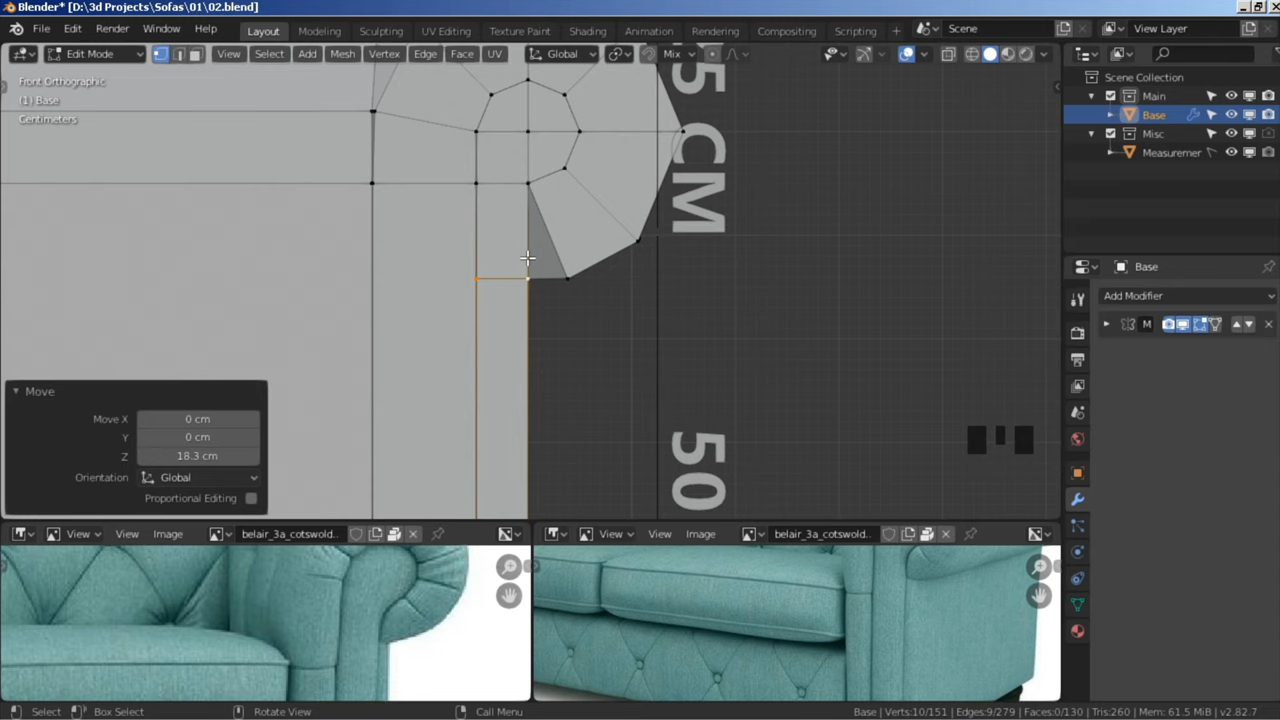 Blender* [D:\3d Projects\Sofas\01\02.blend]
File Edit Render Window Help Layout Modeling Sculpting UV Editing Texture Paint Shading Animation Rendering Compositing Scripting + Scene View Layer
Edit Mode View Select Add Mesh Vertex Edge Face UV Global Mix
Front Orthographic
(1) Base
Centimeters
5 CM
50
Move
Move X 0 cm
Y 0 cm
Z 18.3 cm
Orientation Global
Proportional Editing
Scene Collection
Main
Base
Misc
Measuremer
Base
Add Modifier
M
View View Image belair_3a_cotswold..
View View Image belair_3a_cotswold..
Select Box Select Rotate View Call Menu Base | Verts:10/151 | Edges:9/279 | Faces:0/130 | Tris:260 | Mem: 61.5 MiB | v2.82.7